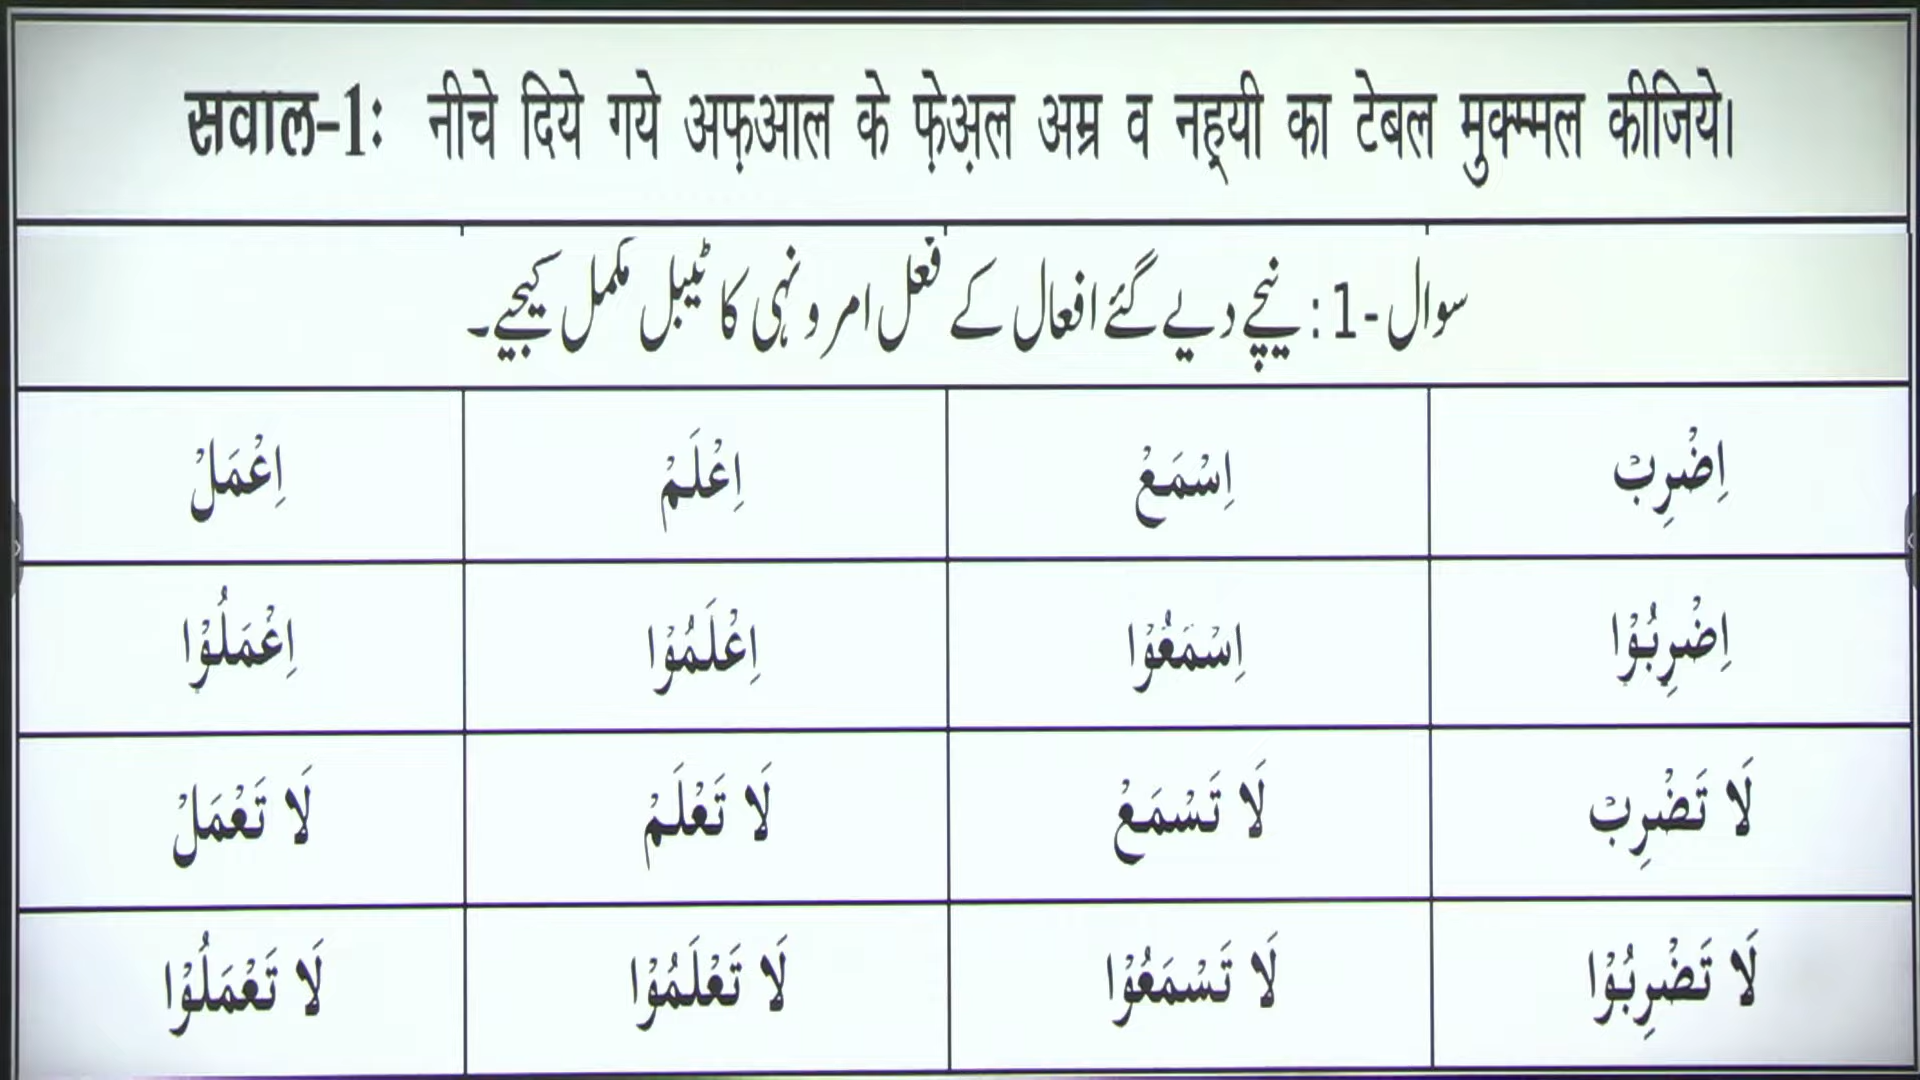 सवाल-1: नीचे दिये गये अफ़आल के फ़ेअ़ल अम्र व नह्यी का टेबल मुकम्मल कीजिये।
سوال-1: نیچے دیے گئے افعال کے فعل امر و نہی کا ٹیبل مکمل کیجیے۔
اِضْرِبْ اِسْمَعْ اِعْلَمْ اِعْمَلْ
اِضْرِبُوْا اِسْمَعُوْا اِعْلَمُوْا اِعْمَلُوْا
لَا تَضْرِبْ لَا تَسْمَعْ لَا تَعْلَمْ لَا تَعْمَلْ
لَا تَضْرِبُوْا لَا تَسْمَعُوْا لَا تَعْلَمُوْا لَا تَعْمَلُوْا